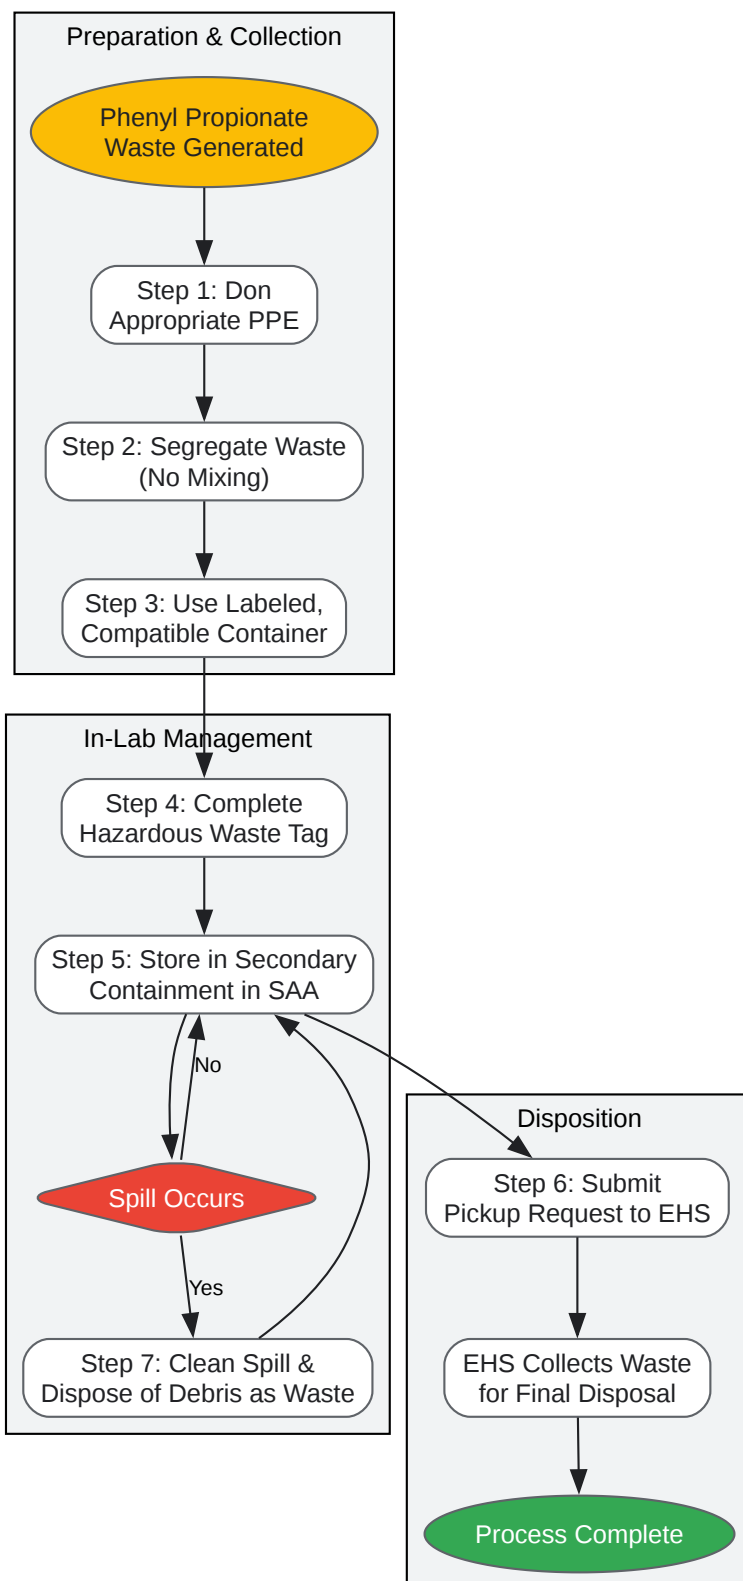 Preparation & Collection
Phenyl Propionate
Waste Generated
Step 1: Don
Appropriate PPE
Step 2: Segregate Waste
(No Mixing)
Step 3: Use Labeled,
Compatible Container
In-Lab Management
Step 4: Complete
Hazardous Waste Tag
Step 5: Store in Secondary
Containment in SAA
No
Spill Occurs
Yes
Step 7: Clean Spill &
Dispose of Debris as Waste
Disposition
Step 6: Submit
Pickup Request to EHS
EHS Collects Waste
for Final Disposal
Process Complete